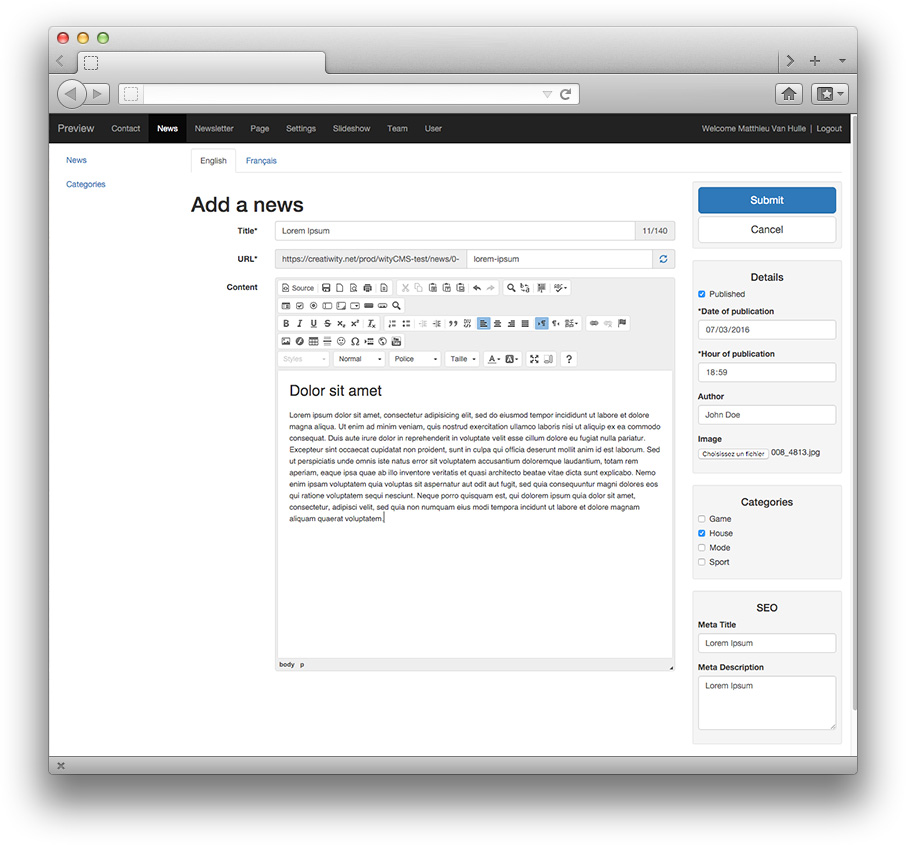 Preview Contact News Newsletter Page Settings Slideshow Team User Welcome Matthieu Van Hulle | Logout
News
Categories
English Français
Add a news
Title* Lorem Ipsum 11/140
URL* https://creatiwity.net/prod/wityCMS-test/news/0- lorem-ipsum
Content
Source
Styles Normal Police Taille A A ?
Dolor sit amet
Lorem ipsum dolor sit amet, consectetur adipisicing elit, sed do eiusmod tempor incididunt ut labore et dolore
magna aliqua. Ut enim ad minim veniam, quis nostrud exercitation ullamco laboris nisi ut aliquip ex ea commodo
consequat. Duis aute irure dolor in reprehenderit in voluptate velit esse cillum dolore eu fugiat nulla pariatur.
Excepteur sint occaecat cupidatat non proident, sunt in culpa qui officia deserunt mollit anim id est laborum. Sed
ut perspiciatis unde omnis iste natus error sit voluptatem accusantium doloremque laudantium, totam rem
aperiam, eaque ipsa quae ab illo inventore veritatis et quasi architecto beatae vitae dicta sunt explicabo. Nemo
enim ipsam voluptatem quia voluptas sit aspernatur aut odit aut fugit, sed quia consequuntur magni dolores eos
qui ratione voluptatem sequi nesciunt. Neque porro quisquam est, qui dolorem ipsum quia dolor sit amet,
consectetur, adipisci velit, sed quia non numquam eius modi tempora incidunt ut labore et dolore magnam
aliquam quaerat voluptatem.
body p
Submit
Cancel
Details
Published
*Date of publication
07/03/2016
*Hour of publication
18:59
Author
John Doe
Image
Choisissez un fichier 008_4813.jpg
Categories
Game
House
Mode
Sport
SEO
Meta Title
Lorem Ipsum
Meta Description
Lorem Ipsum